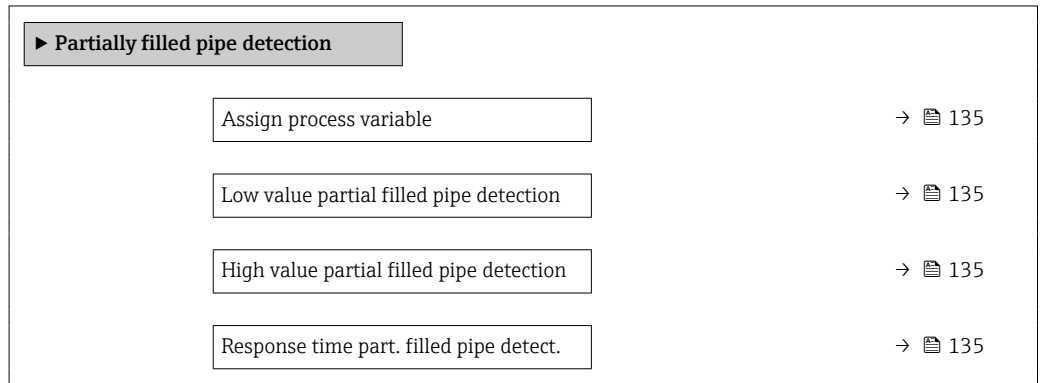 ▶ Partially filled pipe detection
Assign process variable → 135
Low value partial filled pipe detection → 135
High value partial filled pipe detection → 135
Response time part. filled pipe detect. → 135